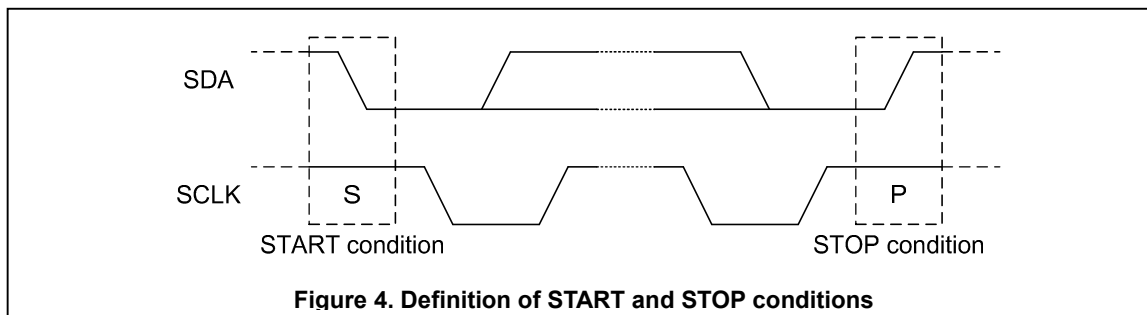 SDA
SCLK
S
P
START condition
STOP condition
Figure 4. Definition of START and STOP conditions